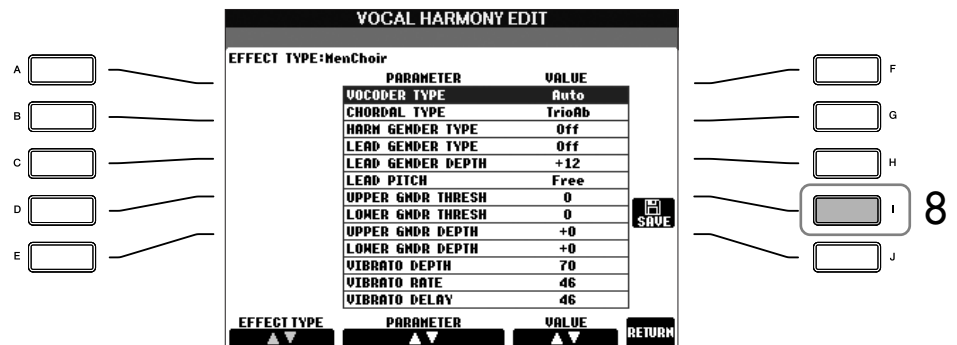 VOCAL HARMONY EDIT
EFFECT TYPE:MenChoir
PARAMETER VALUE
VOCODER TYPE Auto
CHORDAL TYPE TrioAb
HARM GENDER TYPE Off
LEAD GENDER TYPE Off
LEAD GENDER DEPTH +12
LEAD PITCH Free
UPPER GNDR THRESH 0
LOWER GNDR THRESH 0
UPPER GNDR DEPTH +0
LOWER GNDR DEPTH +0
VIBRATO DEPTH 70
VIBRATO RATE 46
VIBRATO DELAY 46
EFFECT TYPE PARAMETER VALUE
SAVE
RETURN
A
B
C
D
E
F
G
H
I
J
8